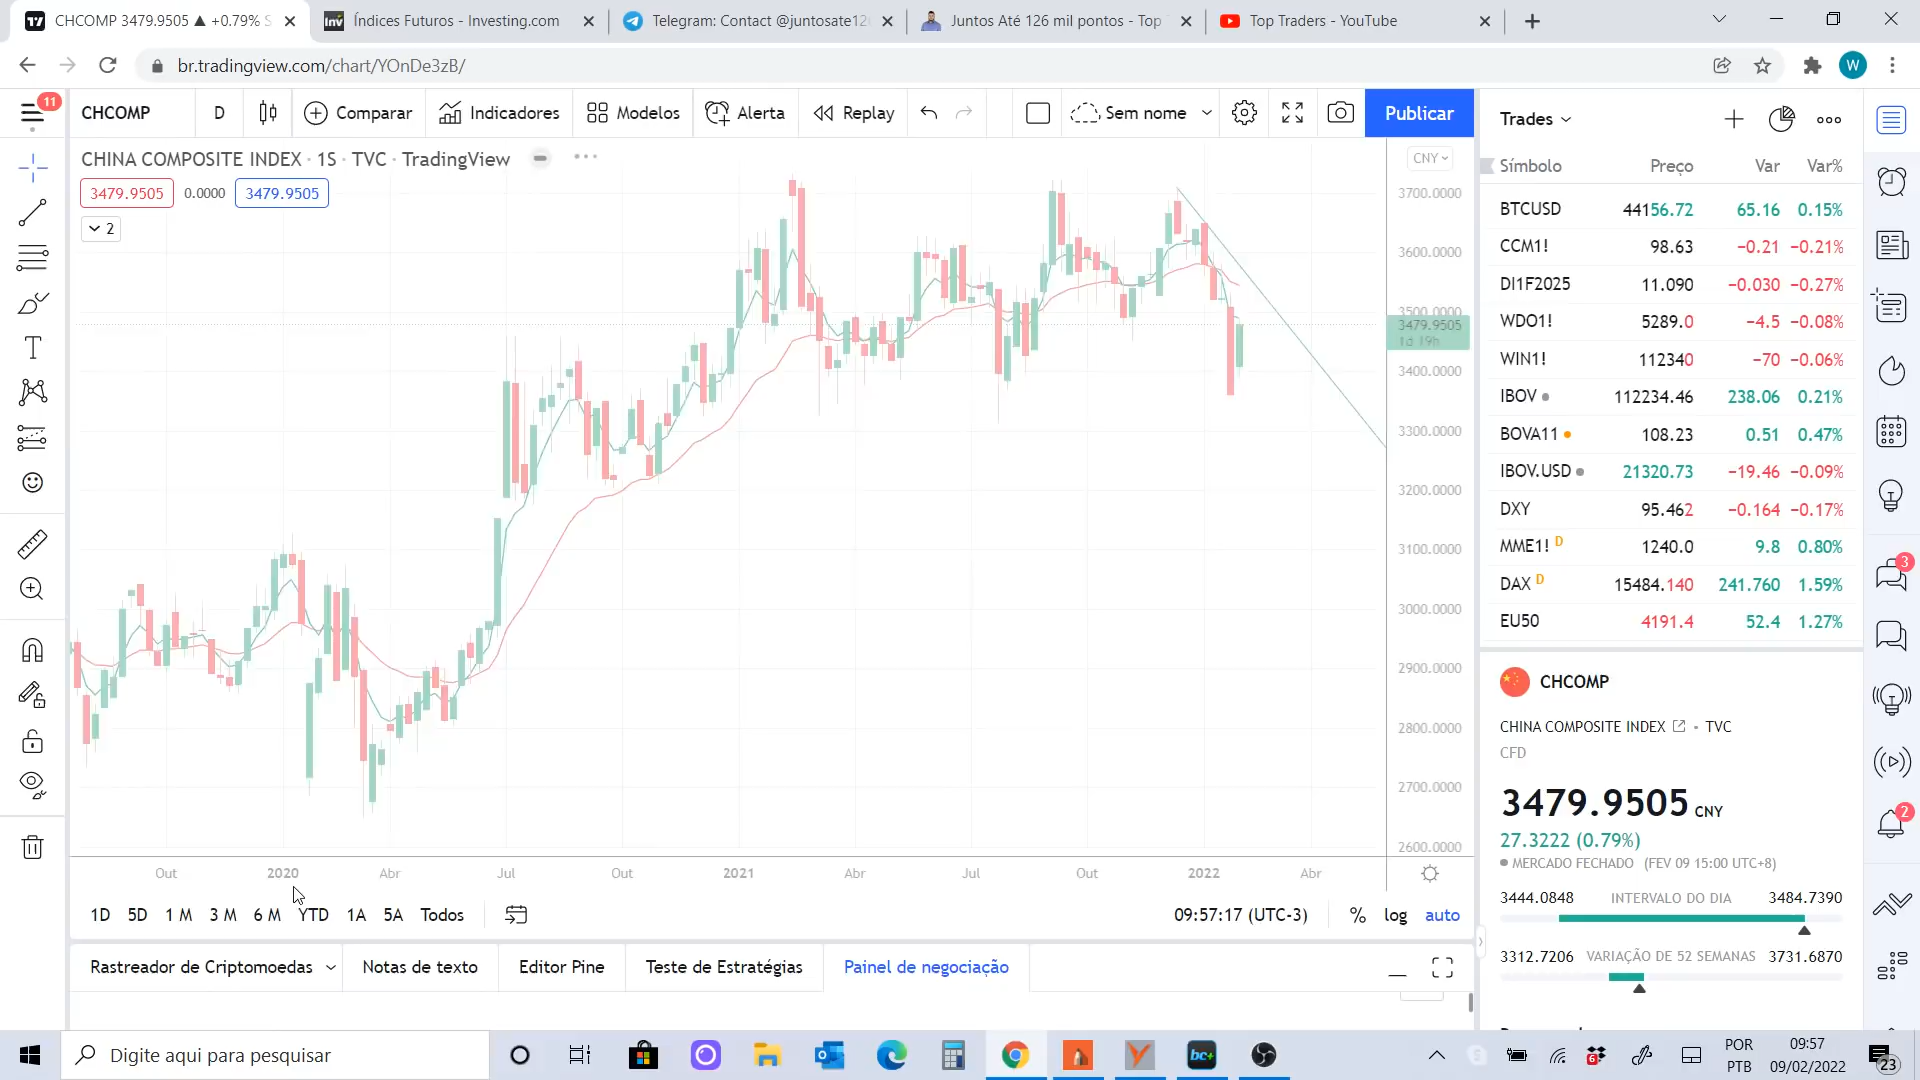 CHCOMP 3479.9505 ▲ +0.79% S
Índices Futuros - Investing.com
Telegram: Contact @juntosate12
Juntos Até 126 mil pontos - Top
Top Traders - YouTube
br.tradingview.com/chart/YOnDe3zB/
W
11
CHCOMP
D
Comparar
Indicadores
Modelos
Alerta
Replay
Sem nome
Publicar
CHINA COMPOSITE INDEX · 1S · TVC · TradingView
3479.9505
0.0000
3479.9505
2
CNY
3700.0000
3600.0000
3500.0000
3479.9505
1d 19h
3400.0000
3300.0000
3200.0000
3100.0000
3000.0000
2900.0000
2800.0000
2700.0000
2600.0000
Out
2020
Abr
Jul
Out
2021
Abr
Jul
Out
2022
Abr
1D 5D 1 M 3 M 6 M YTD 1A 5A Todos
09:57:17 (UTC-3)
% log auto
Rastreador de Criptomoedas
Notas de texto
Editor Pine
Teste de Estratégias
Painel de negociação
Trades
Símbolo Preço Var Var%
BTCUSD 44156.72 65.16 0.15%
CCM1! 98.63 −0.21 −0.21%
DI1F2025 11.090 −0.030 −0.27%
WDO1! 5289.0 −4.5 −0.08%
WIN1! 112340 −70 −0.06%
IBOV 112234.46 238.06 0.21%
BOVA11 108.23 0.51 0.47%
IBOV.USD 21320.73 −19.46 −0.09%
DXY 95.462 −0.164 −0.17%
MME1! D 1240.0 9.8 0.80%
DAX D 15484.140 241.760 1.59%
EU50 4191.4 52.4 1.27%
CHCOMP
CHINA COMPOSITE INDEX · TVC
CFD
3479.9505 CNY
27.3222 (0.79%)
MERCADO FECHADO (FEV 09 15:00 UTC+8)
3444.0848 INTERVALO DO DIA 3484.7390
3312.7206 VARIAÇÃO DE 52 SEMANAS 3731.6870
3
2
Digite aqui para pesquisar
bc+
6
POR
PTB
09:57
09/02/2022
23